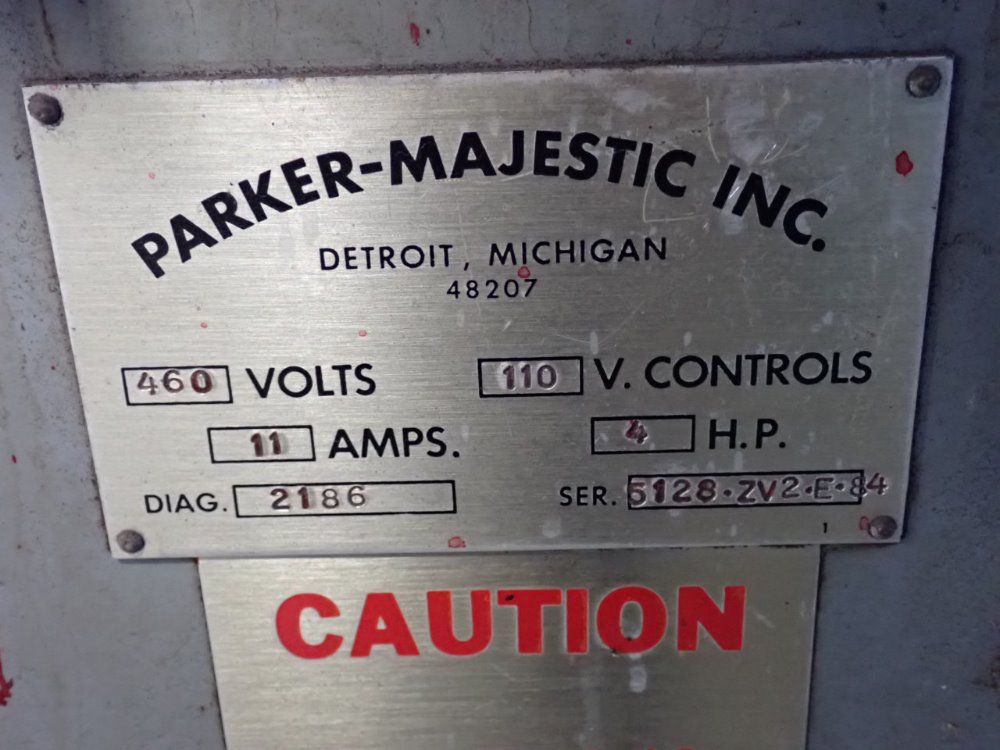 PARKER-MAJESTIC INC.
DETROIT, MICHIGAN
48207
460 VOLTS 110 V. CONTROLS
11 AMPS. 4 H.P.
DIAG. 2186 SER. 5128·ZV2·E·84
1
CAUTION